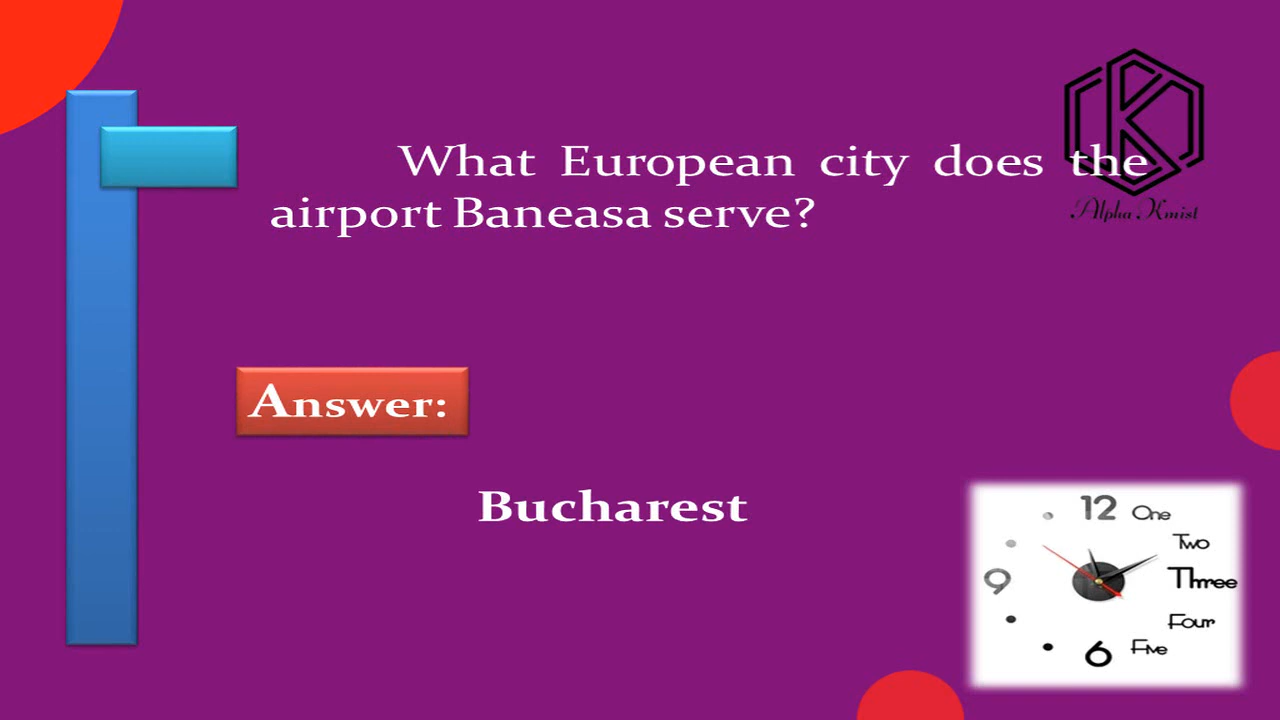 What European city does the
airport Baneasa serve?
Alpha Kmist
Answer:
Bucharest
12 One
Two
9 Three
Four
6 Five